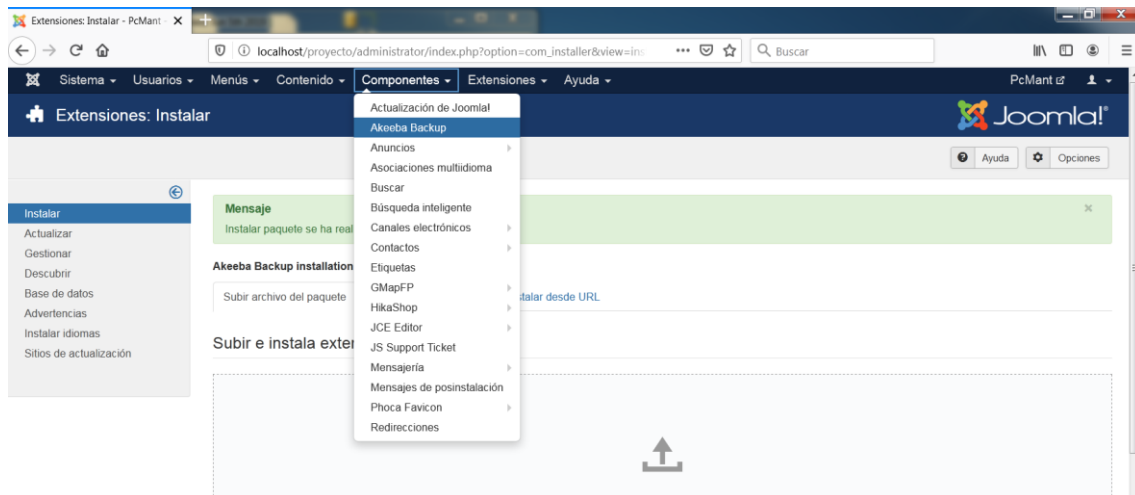 Extensiones: Instalar - PcMant -
localhost/proyecto/administrator/index.php?option=com_installer&view=ins
Buscar
Sistema Usuarios Menús Contenido Componentes Extensiones Ayuda PcMant
Extensiones: Instalar
Joomla!®
Ayuda Opciones
Instalar
Actualizar
Gestionar
Descubrir
Base de datos
Advertencias
Instalar idiomas
Sitios de actualización
Actualización de Joomla!
Akeeba Backup
Anuncios
Asociaciones multiidioma
Buscar
Búsqueda inteligente
Canales electrónicos
Contactos
Etiquetas
GMapFP
HikaShop
JCE Editor
JS Support Ticket
Mensajería
Mensajes de posinstalación
Phoca Favicon
Redirecciones
Mensaje
Instalar paquete se ha real
Akeeba Backup installation
Subir archivo del paquete stalar desde URL
Subir e instala exter